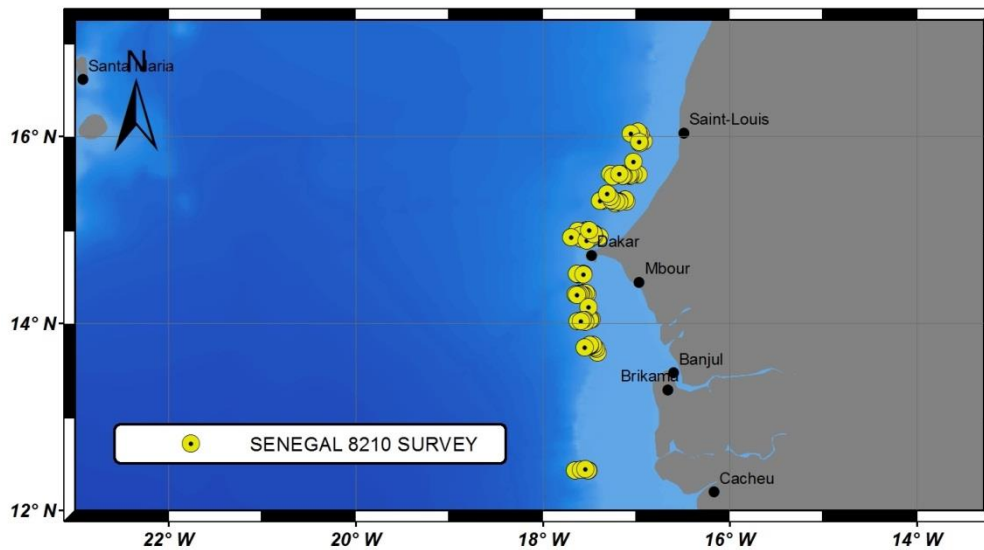 N
Santa Maria
16° N
Saint-Louis
Dakar
Mbour
14° N
Banjul
Brikama
SENEGAL 8210 SURVEY
Cacheu
12° N
22° W
20° W
18° W
16° W
14° W